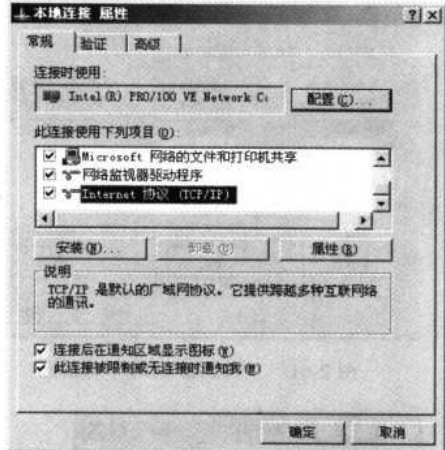 本地连接 属性
常规 验证 高级
连接时使用:
Intel(R) PRO/100 VE Network C
配置(C)...
此连接使用下列项目(O):
Microsoft 网络的文件和打印机共享
网络监视器驱动程序
Internet 协议 (TCP/IP)
安装(N)... 卸载(U) 属性(R)
说明
TCP/IP 是默认的广域网协议。它提供跨越多种互联网络
的通讯。
连接后在通知区域显示图标(W)
此连接被限制或无连接时通知我(M)
确定 取消